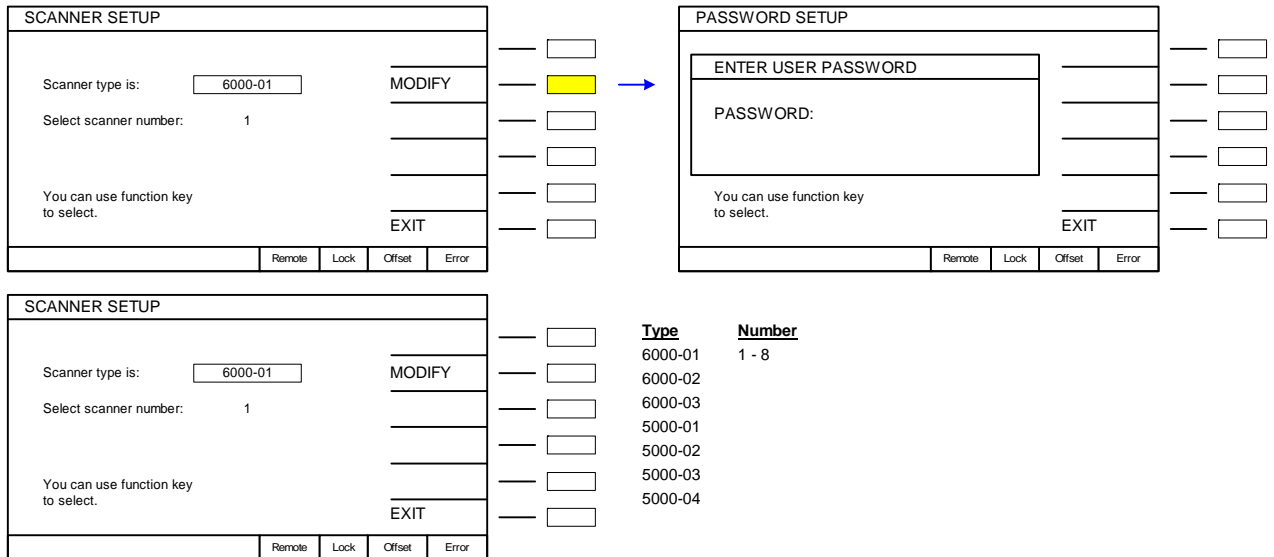 SCANNER SETUP
Scanner type is: 6000-01 MODIFY
Select scanner number: 1
You can use function key
to select.
EXIT
Remote Lock Offset Error
PASSWORD SETUP
ENTER USER PASSWORD
PASSWORD:
You can use function key
to select.
EXIT
Remote Lock Offset Error
SCANNER SETUP
Scanner type is: 6000-01 MODIFY
Select scanner number: 1
You can use function key
to select.
EXIT
Remote Lock Offset Error
Type Number
6000-01 1 - 8
6000-02
6000-03
5000-01
5000-02
5000-03
5000-04